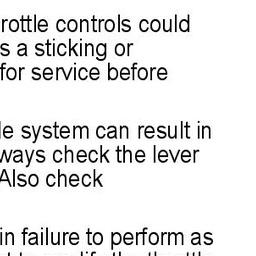 rottle controls could
s a sticking or
for service before
le system can result in
ways check the lever
Also check
in failure to perform as